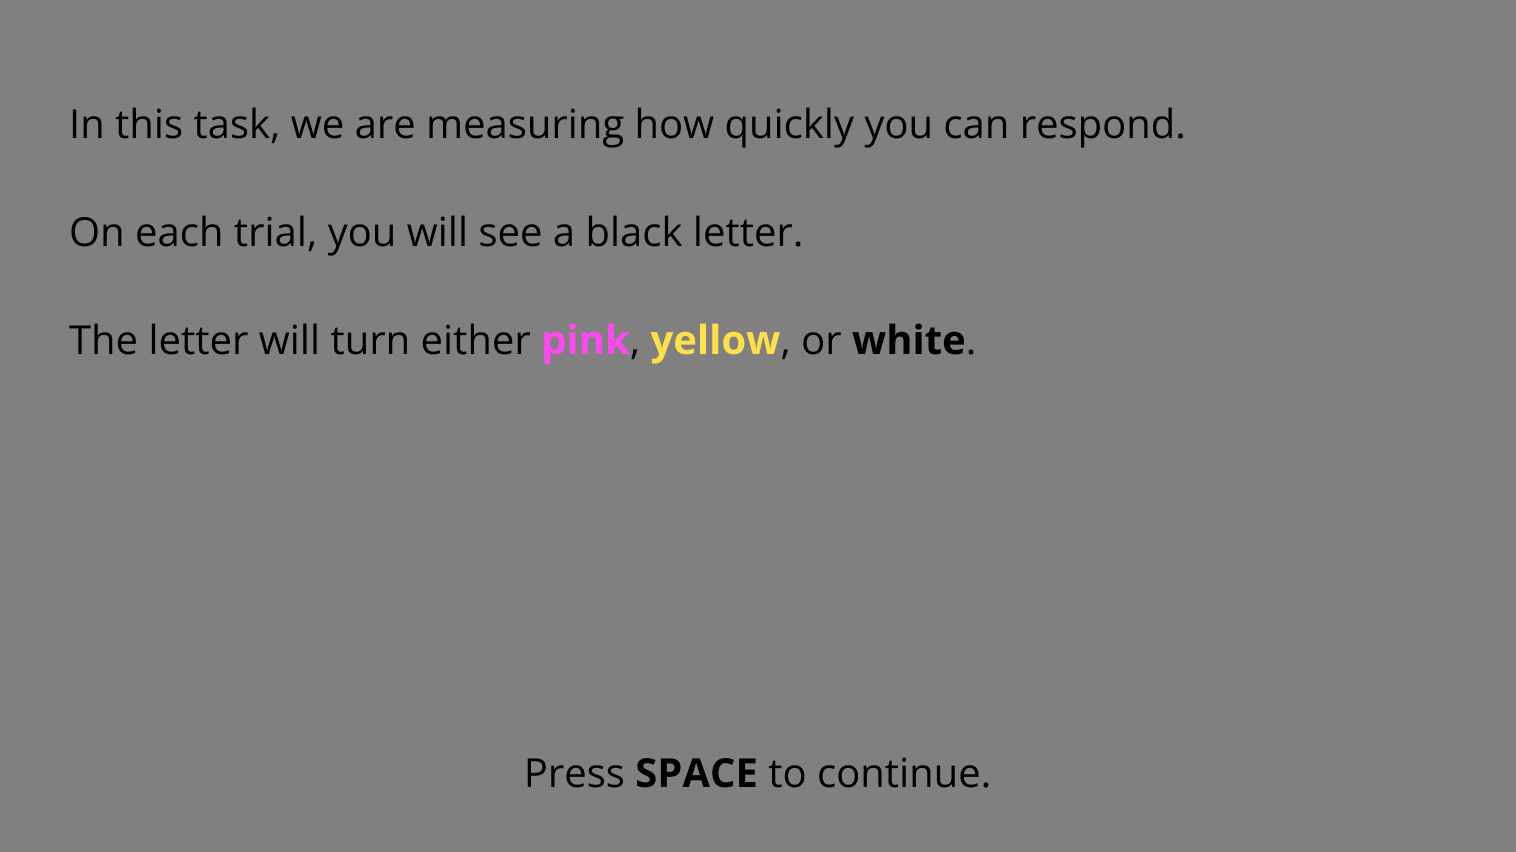 In this task, we are measuring how quickly you can respond.
On each trial, you will see a black letter.
The letter will turn either pink, yellow, or white.
Press SPACE to continue.